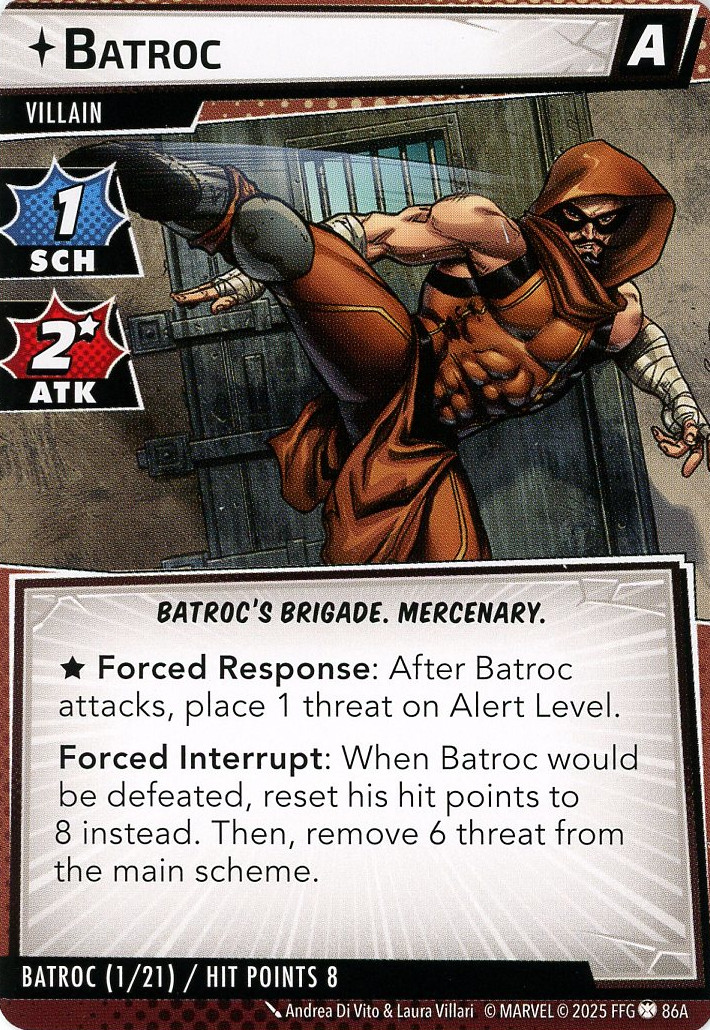 BATROC
A
VILLAIN
1
SCH
2★
ATK
BATROC'S BRIGADE. MERCENARY.
★ Forced Response: After Batroc
attacks, place 1 threat on Alert Level.
Forced Interrupt: When Batroc would
be defeated, reset his hit points to
8 instead. Then, remove 6 threat from
the main scheme.
BATROC (1/21) / HIT POINTS 8
Andrea Di Vito & Laura Villari © MARVEL © 2025 FFG 86A